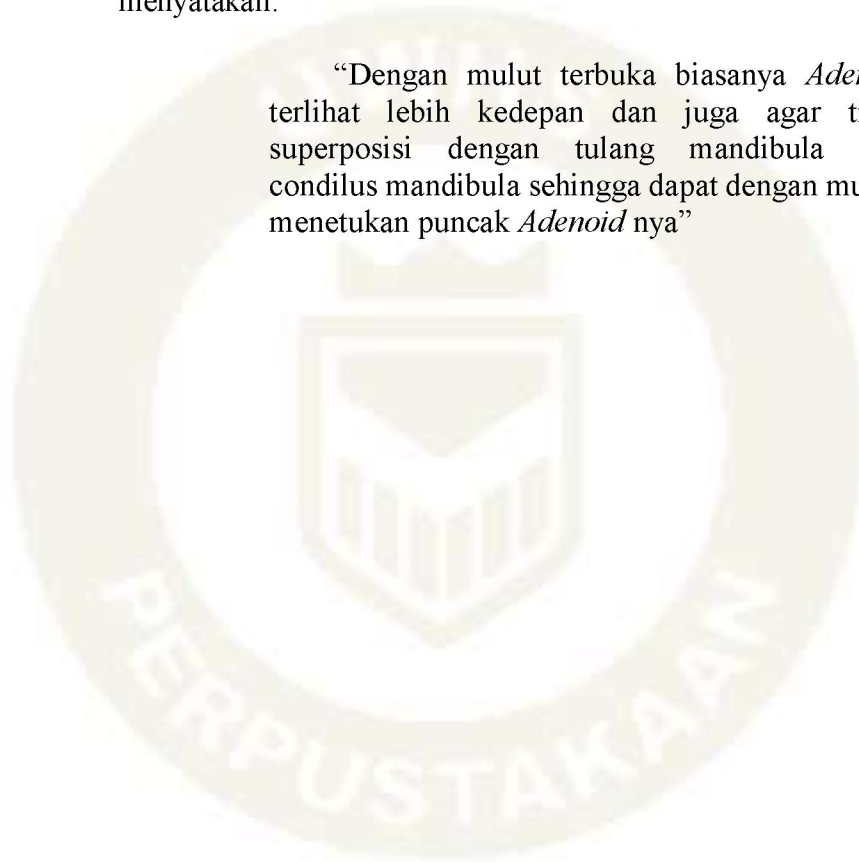 menyatakan:
“Dengan mulut terbuka biasanya
terlihat lebih kedepan dan juga agar
superposisi dengan tulang mandibula
condilus mandibula sehingga dapat dengan
menetukan puncak Adenoid nya”
PERPUSTAKAAN